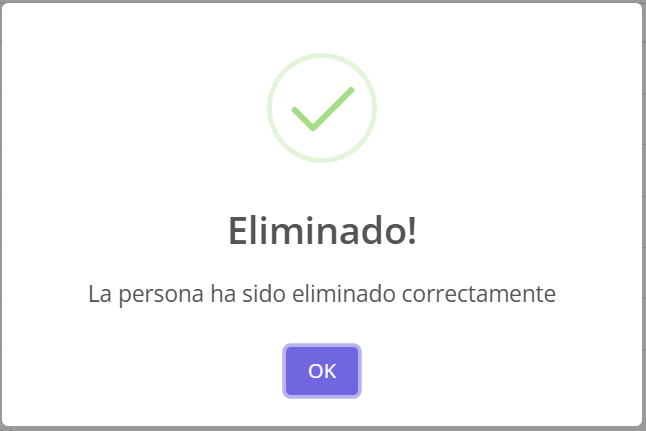 Eliminado!
La persona ha sido eliminado correctamente
OK